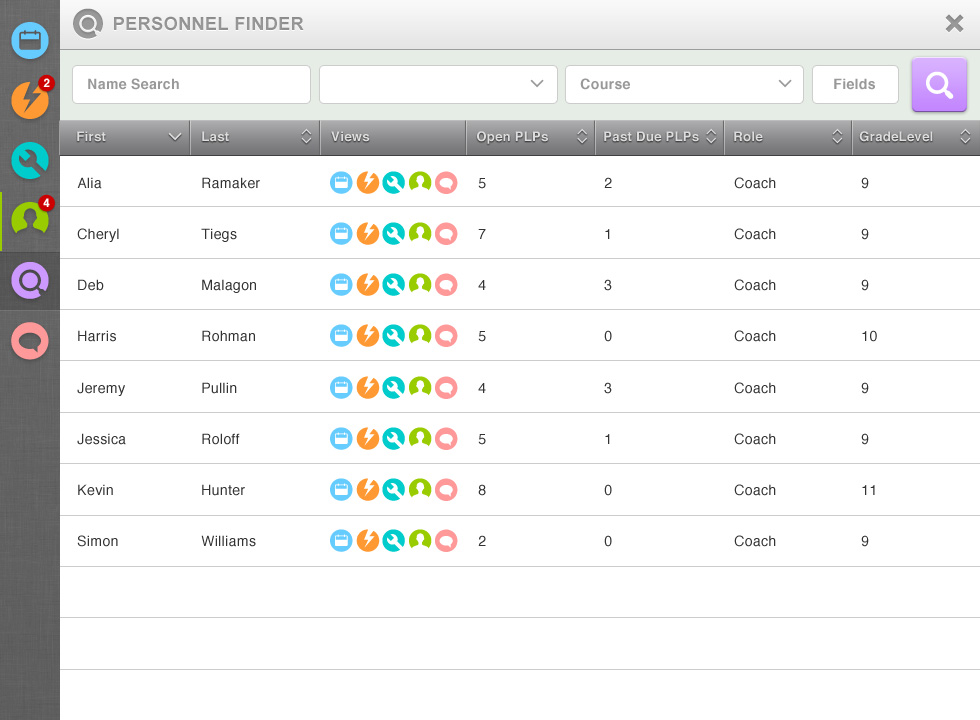 PERSONNEL FINDER
Name Search Course Fields
2
4
First Last Views Open PLPs Past Due PLPs Role GradeLevel
Alia Ramaker 5 2 Coach 9
Cheryl Tiegs 7 1 Coach 9
Deb Malagon 4 3 Coach 9
Harris Rohman 5 0 Coach 10
Jeremy Pullin 4 3 Coach 9
Jessica Roloff 5 1 Coach 9
Kevin Hunter 8 0 Coach 11
Simon Williams 2 0 Coach 9